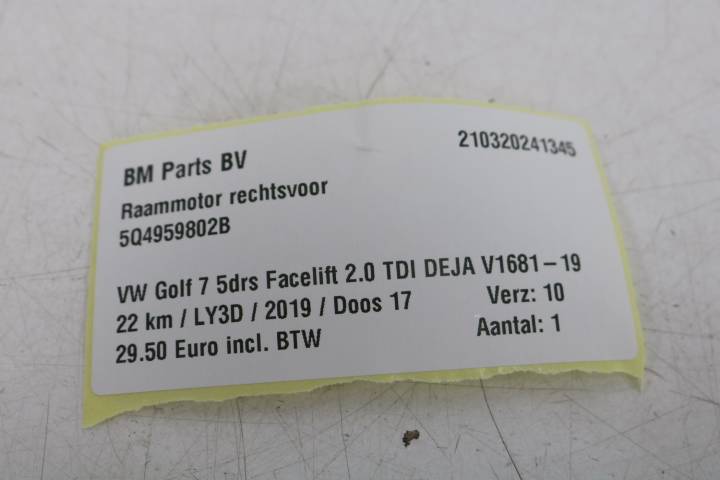 BM Parts BV 210320241345
Raammotor rechtsvoor
5Q4959802B
VW Golf 7 5drs Facelift 2.0 TDI DEJA V1681-19
22 km / LY3D / 2019 / Doos 17 Verz: 10
29.50 Euro incl. BTW Aantal: 1